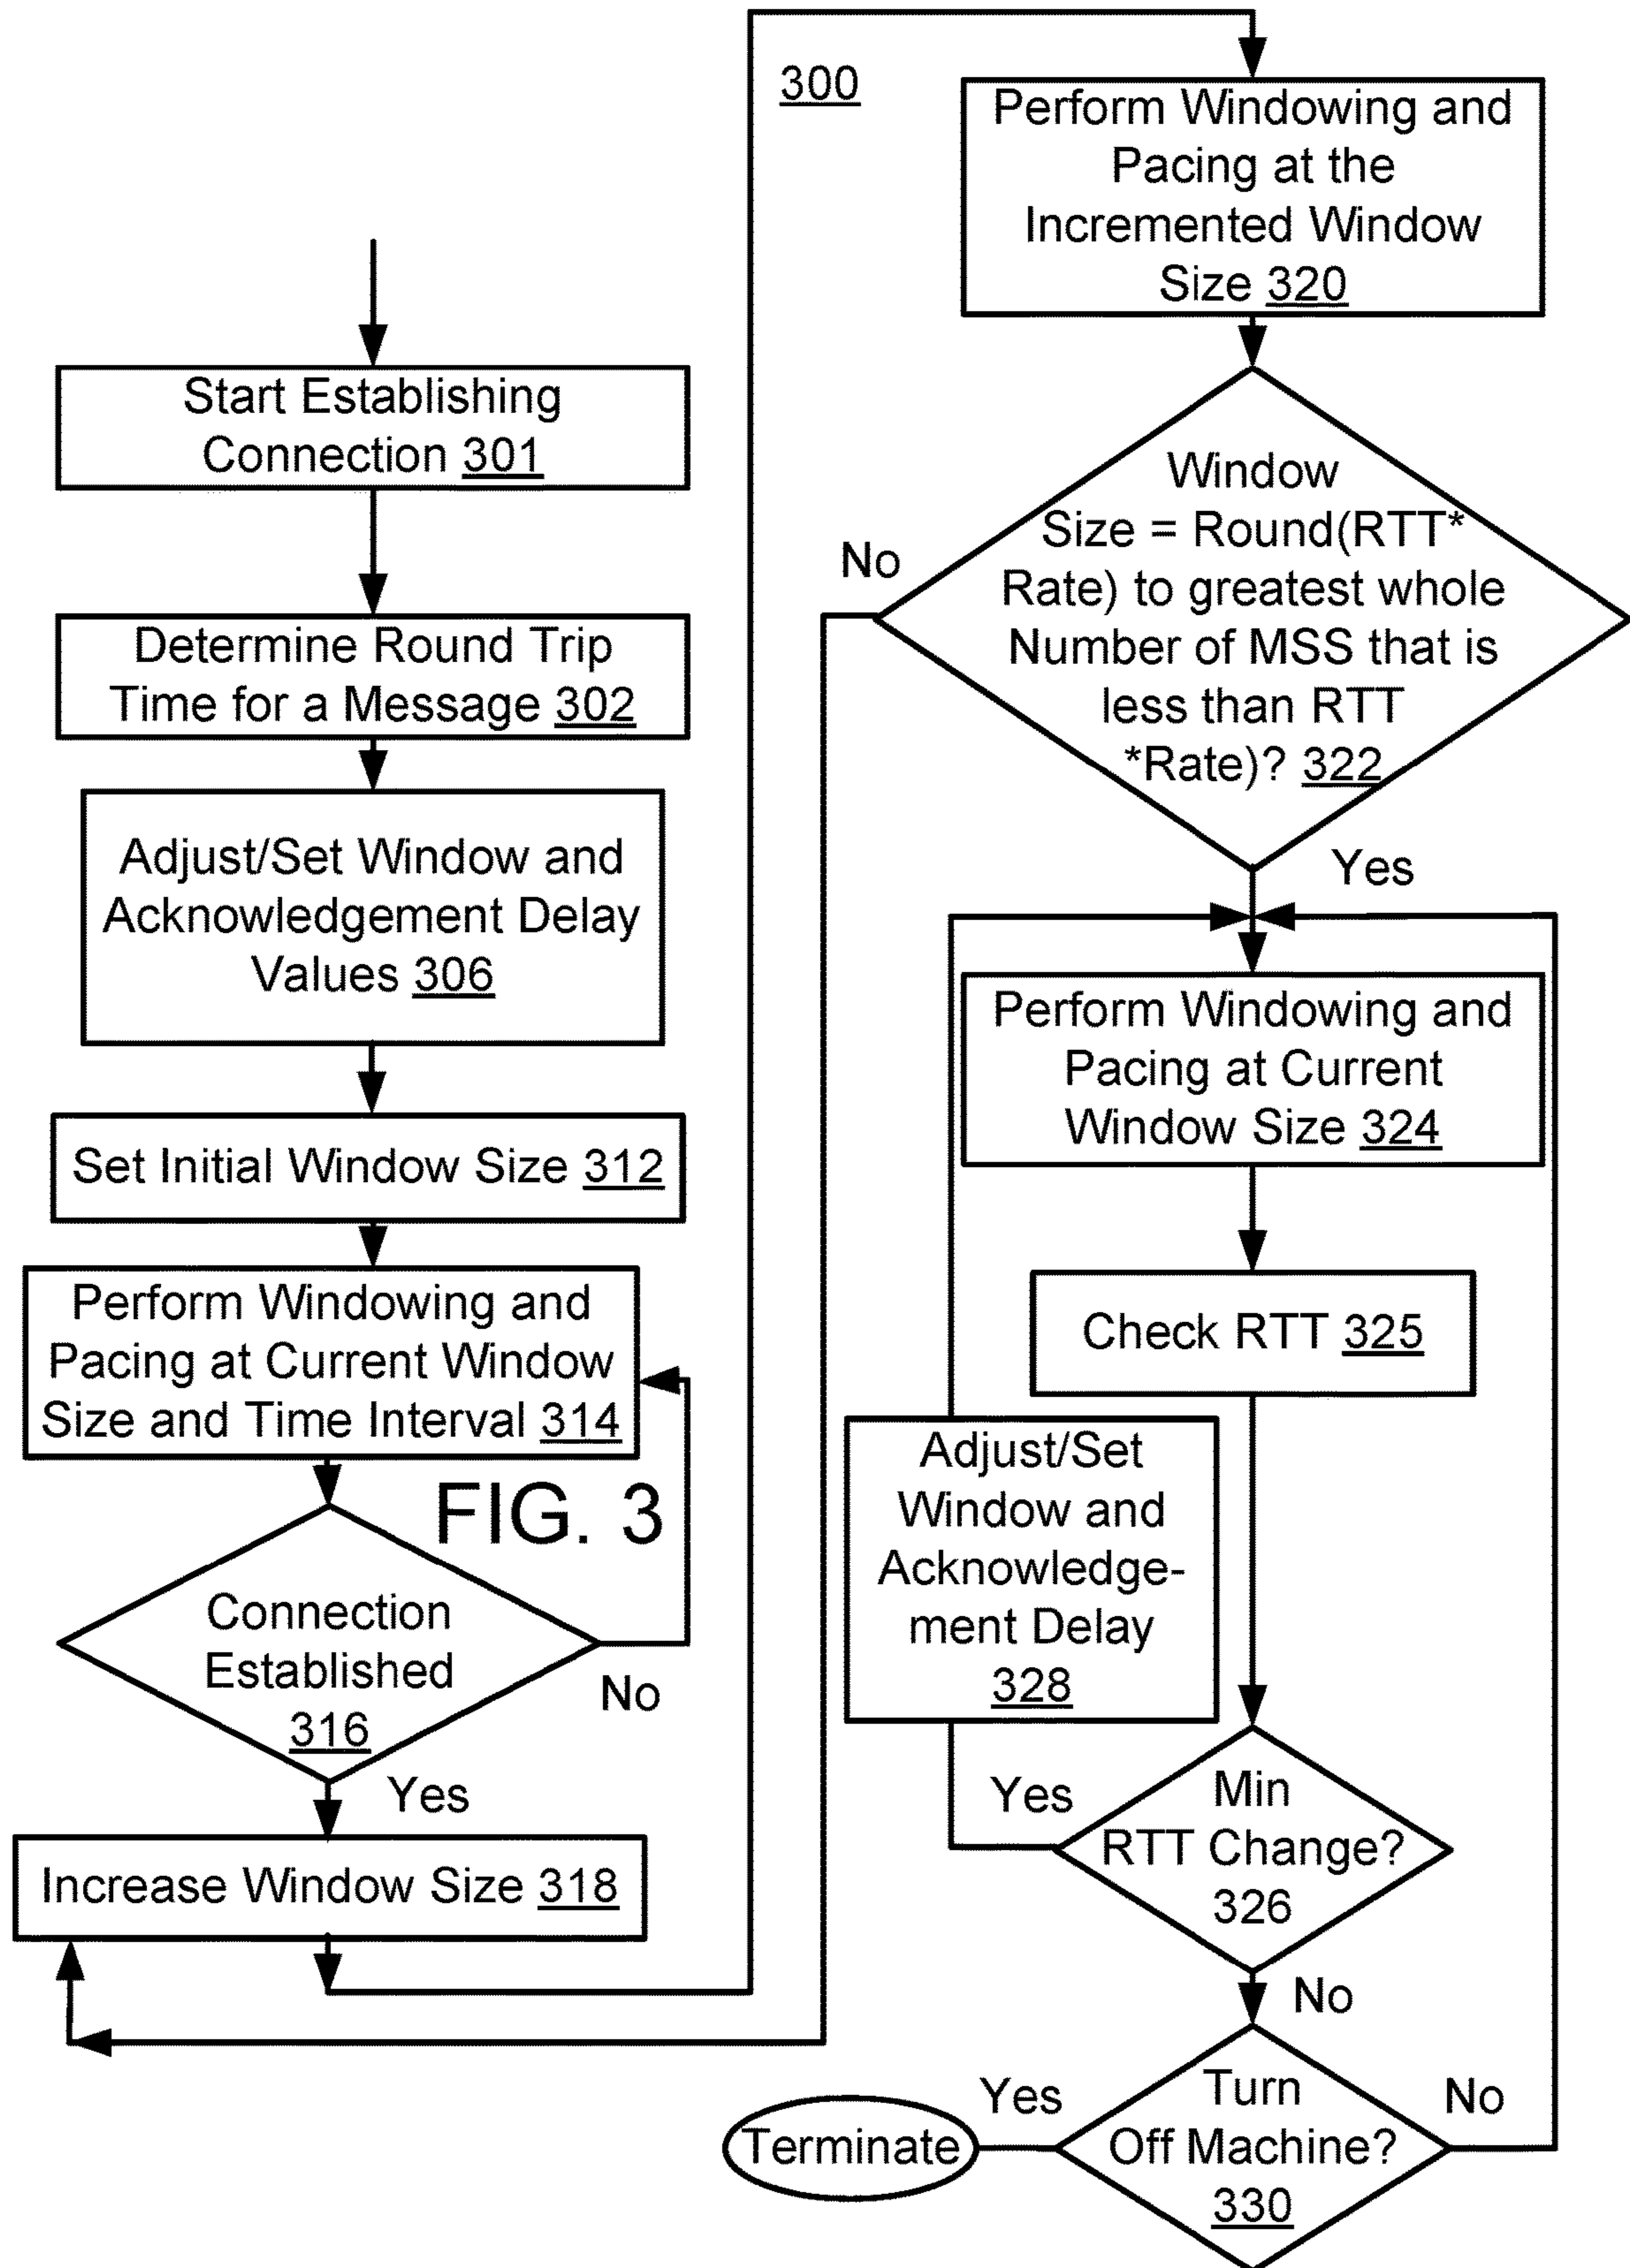 300
Start Establishing
Connection 301
Determine Round Trip
Time for a Message 302
Adjust/Set Window and
Acknowledgement Delay
Values 306
Set Initial Window Size 312
Perform Windowing and
Pacing at Current Window
Size and Time Interval 314
FIG. 3
Connection
Established
316
No
Yes
Increase Window Size 318
Perform Windowing and
Pacing at the
Incremented Window
Size 320
Window
Size = Round(RTT*
Rate) to greatest whole
Number of MSS that is
less than RTT
*Rate)? 322
No
Yes
Perform Windowing and
Pacing at Current
Window Size 324
Check RTT 325
Adjust/Set
Window and
Acknowledge-
ment Delay
328
Yes
Min
RTT Change?
326
No
Turn
Off Machine?
330
Yes
No
Terminate